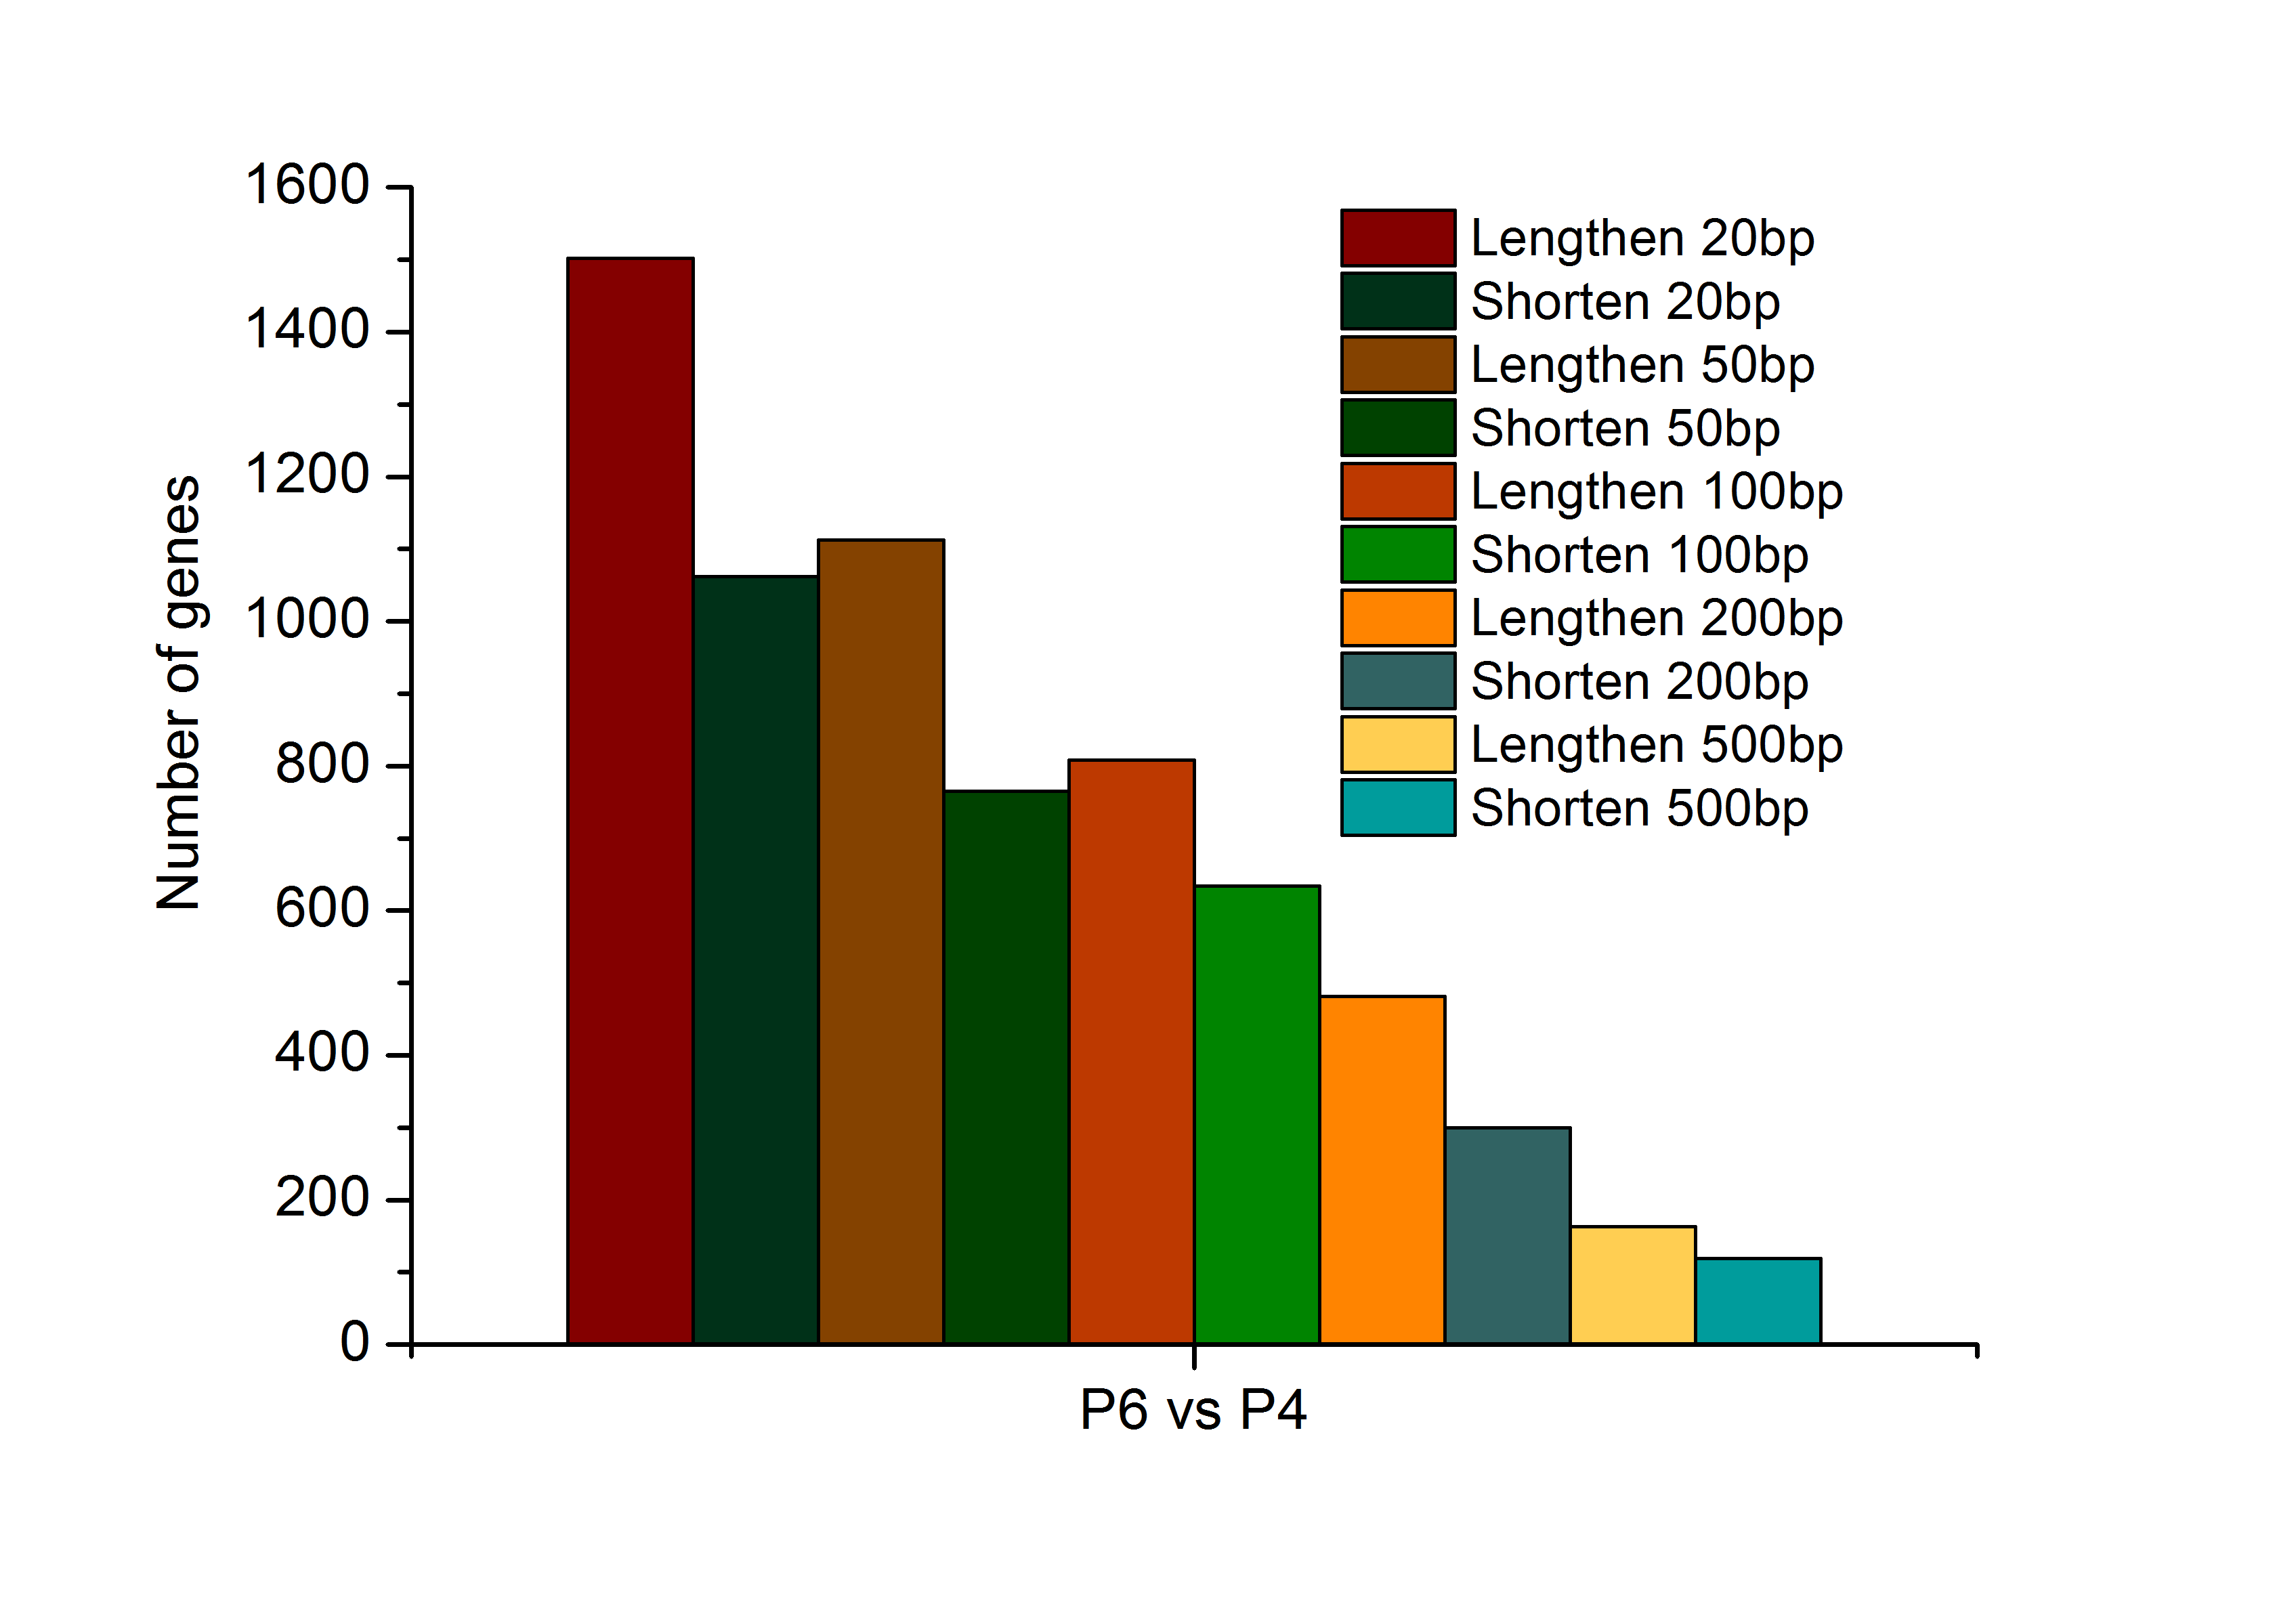 Number of genes
1600
1400
1200
1000
800
600
400
200
0
Lengthen 20bp
Shorten 20bp
Lengthen 50bp
Shorten 50bp
Lengthen 100bp
Shorten 100bp
Lengthen 200bp
Shorten 200bp
Lengthen 500bp
Shorten 500bp
P6 vs P4